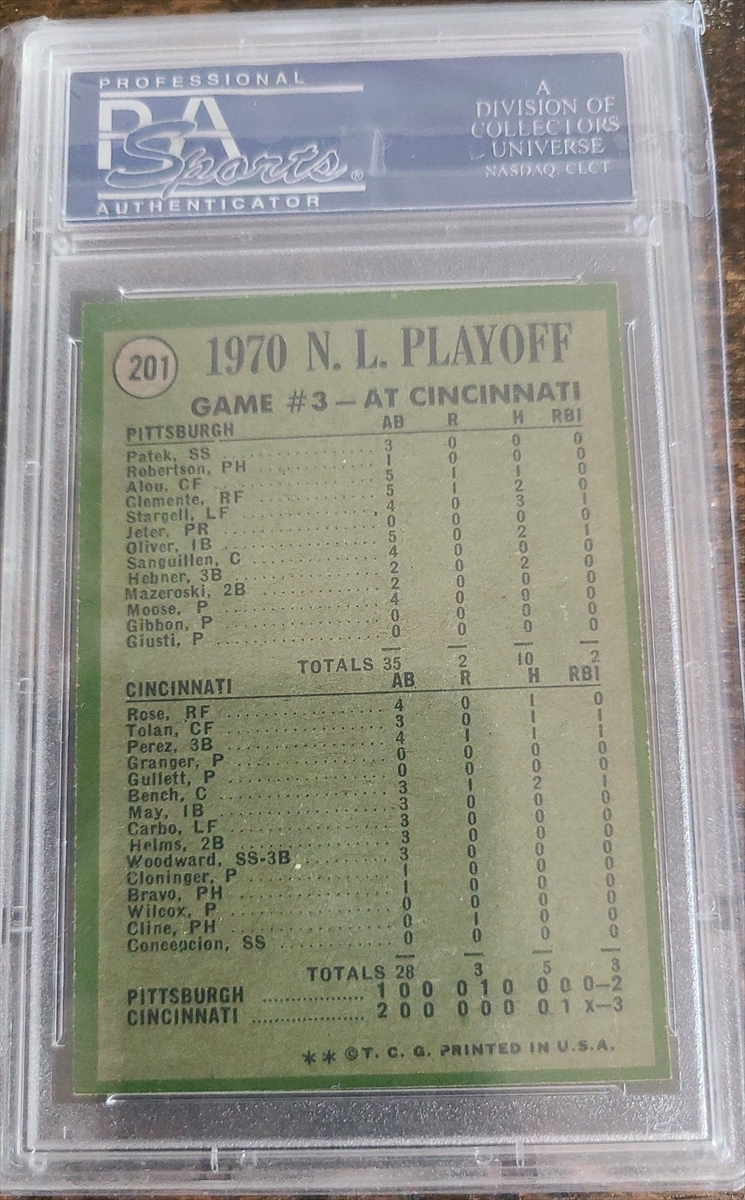 PROFESSIONAL
PSA
Sports®
AUTHENTICATOR
A
DIVISION OF
COLLECTORS
UNIVERSE
NASDAQ CLCT
201
1970 N. L. PLAYOFF
GAME #3 — AT CINCINNATI
PITTSBURGH AB R H RBI
Patek, SS 3 0 0 0
Robertson, PH 1 0 0 0
Alou, CF 5 1 1 0
Clemente, RF 5 1 2 0
Stargell, LF 4 0 3 1
Jeter, PR 0 0 0 0
Oliver, 1B 5 0 2 1
Sanguillen, C 4 0 0 0
Hebner, 3B 2 0 2 0
Mazeroski, 2B 2 0 0 0
Moose, P 4 0 0 0
Gibbon, P 0 0 0 0
Giusti, P 0 0 0 0
TOTALS 35 2 10 2
CINCINNATI AB R H RBI
Rose, RF 4 0 1 0
Tolan, CF 3 0 1 1
Perez, 3B 4 1 1 1
Granger, P 0 0 0 0
Gullett, P 0 0 0 0
Bench, C 3 1 2 1
May, 1B 3 0 0 0
Carbo, LF 3 0 0 0
Helms, 2B 3 0 0 0
Woodward, SS-3B 3 0 0 0
Cloninger, P 1 0 0 0
Bravo, PH 1 0 0 0
Wilcox, P 0 0 0 0
Cline, PH 0 1 0 0
Concepcion, SS 0 0 0 0
TOTALS 28 3 5 3
PITTSBURGH 1 0 0 0 1 0 0 0 0—2
CINCINNATI 2 0 0 0 0 0 0 1 X—3
** ©T. C. G. PRINTED IN U.S.A.